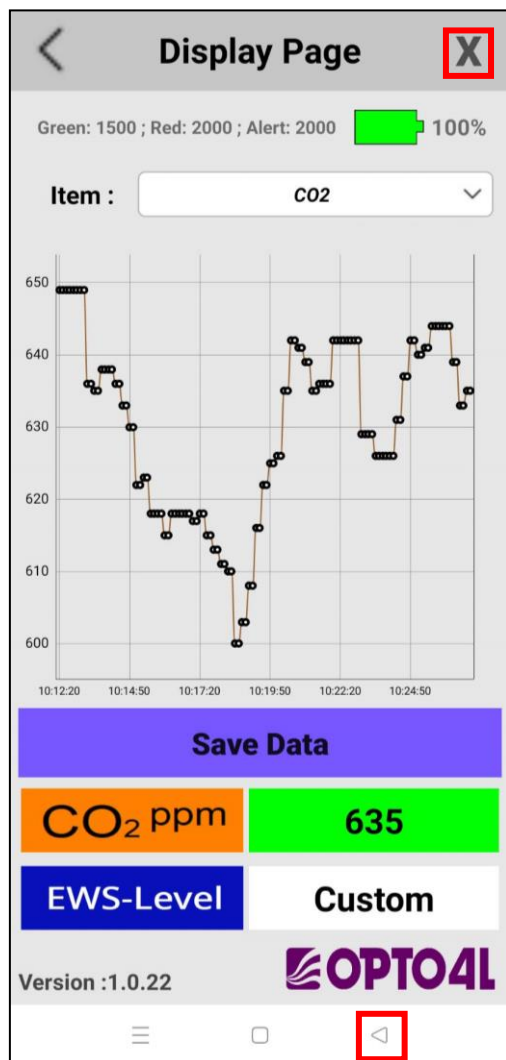 Display Page X
Green: 1500 ; Red: 2000 ; Alert: 2000 100%
Item : CO2
650
640
630
620
610
600
10:12:20 10:14:50 10:17:20 10:19:50 10:22:20 10:24:50
Save Data
CO₂ ppm 635
EWS-Level Custom
Version :1.0.22 OPTO4L